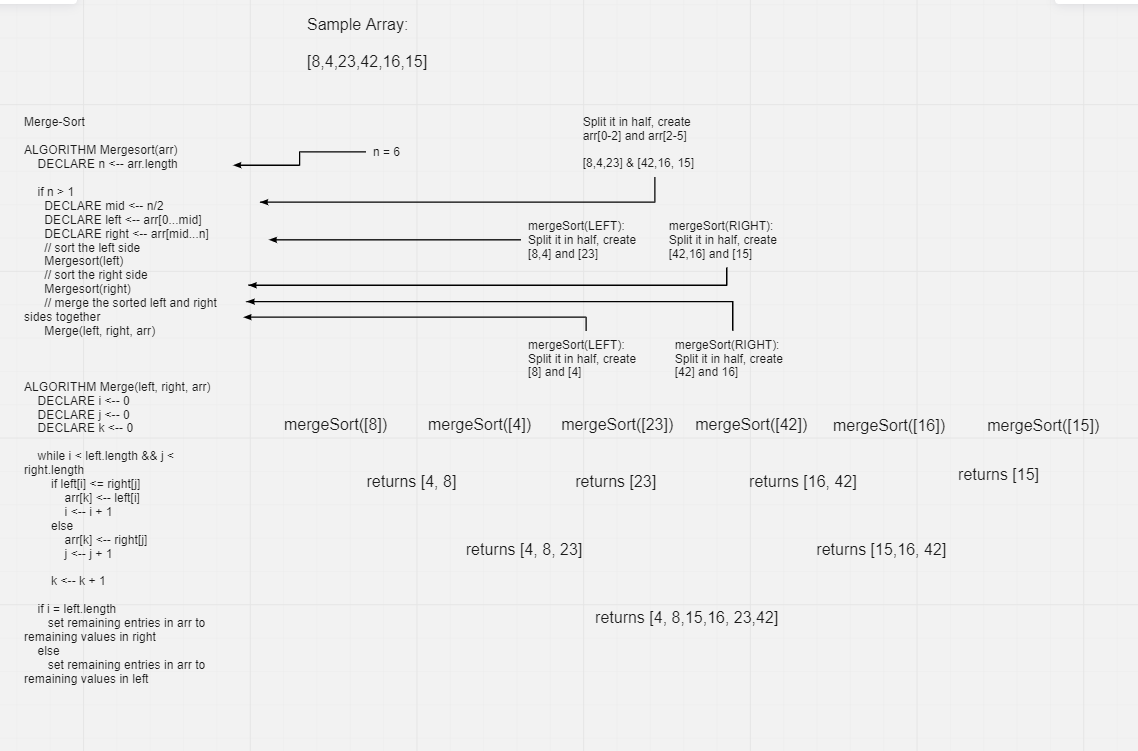 Sample Array:
[8,4,23,42,16,15]
Merge-Sort
ALGORITHM Mergesort(arr)
DECLARE n <-- arr.length
if n > 1
DECLARE mid <-- n/2
DECLARE left <-- arr[0...mid]
DECLARE right <-- arr[mid...n]
// sort the left side
Mergesort(left)
// sort the right side
Mergesort(right)
// merge the sorted left and right
sides together
Merge(left, right, arr)
ALGORITHM Merge(left, right, arr)
DECLARE i <-- 0
DECLARE j <-- 0
DECLARE k <-- 0
while i < left.length && j <
right.length
if left[i] <= right[j]
arr[k] <-- left[i]
i <-- i + 1
else
arr[k] <-- right[j]
j <-- j + 1
k <-- k + 1
if i = left.length
set remaining entries in arr to
remaining values in right
else
set remaining entries in arr to
remaining values in left
n = 6
Split it in half, create
arr[0-2] and arr[2-5]
[8,4,23] & [42,16, 15]
mergeSort(LEFT):
Split it in half, create
[8,4] and [23]
mergeSort(RIGHT):
Split it in half, create
[42,16] and [15]
mergeSort(LEFT):
Split it in half, create
[8] and [4]
mergeSort(RIGHT):
Split it in half, create
[42] and 16]
mergeSort([8]) mergeSort([4]) mergeSort([23]) mergeSort([42]) mergeSort([16]) mergeSort([15])
returns [4, 8] returns [23] returns [16, 42] returns [15]
returns [4, 8, 23] returns [15,16, 42]
returns [4, 8,15,16, 23,42]